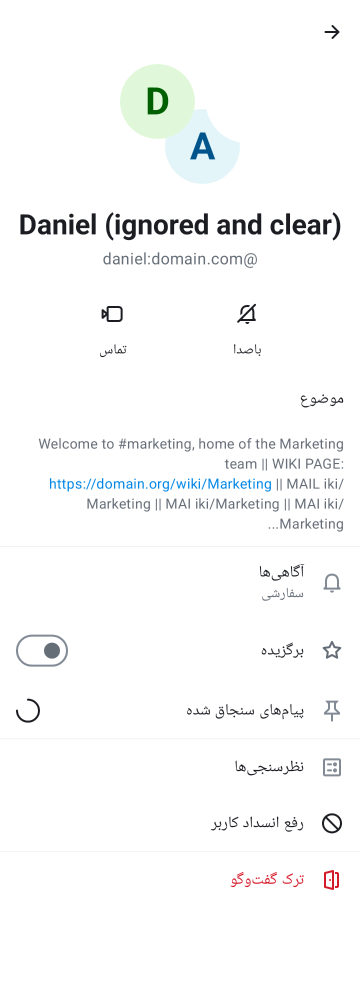 D
A
Daniel (ignored and clear)
daniel:domain.com@
باصدا
تماس
موضوع
Welcome to #marketing, home of the Marketing
team || WIKI PAGE:
https://domain.org/wiki/Marketing || MAIL iki/
Marketing || MAI iki/Marketing || MAI iki/
...Marketing
آگاهی‌ها
سفارشی
برگزیده
پیام‌های سنجاق شده
نظرسنجی‌ها
رفع انسداد کاربر
ترک گفت‌وگو